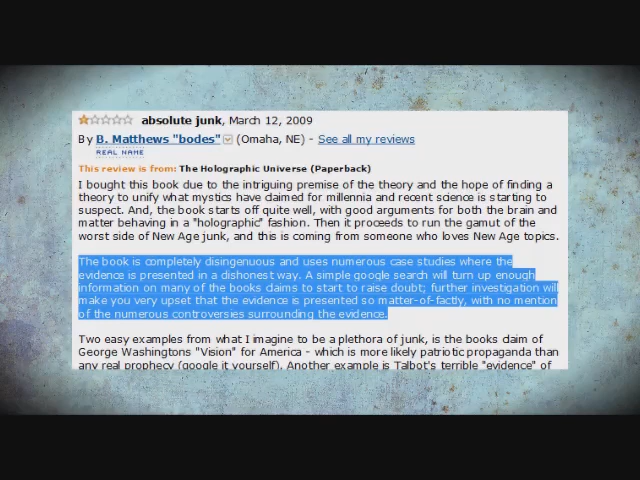 absolute junk, March 12, 2009
By B. Matthews "bodes" (Omaha, NE) - See all my reviews
REAL NAME
This review is from: The Holographic Universe (Paperback)
I bought this book due to the intriguing premise of the theory and the hope of finding a
theory to unify what mystics have claimed for millennia and recent science is starting to
suspect. And, the book starts off quite well, with good arguments for both the brain and
matter behaving in a "holographic" fashion. Then it proceeds to run the gamut of the
worst side of New Age junk, and this is coming from someone who loves New Age topics.
The book is completely disingenuous and uses numerous case studies where the
evidence is presented in a dishonest way. A simple google search will turn up enough
information on many of the books claims to start to raise doubt; further investigation will
make you very upset that the evidence is presented so matter-of-factly, with no mention
of the numerous controversies surrounding the evidence.
Two easy examples from what I imagine to be a plethora of junk, is the books claim of
George Washingtons "Vision" for America - which is more likely patriotic propaganda than
any real prophecy (google it yourself). Another example is Talbot's terrible "evidence" of